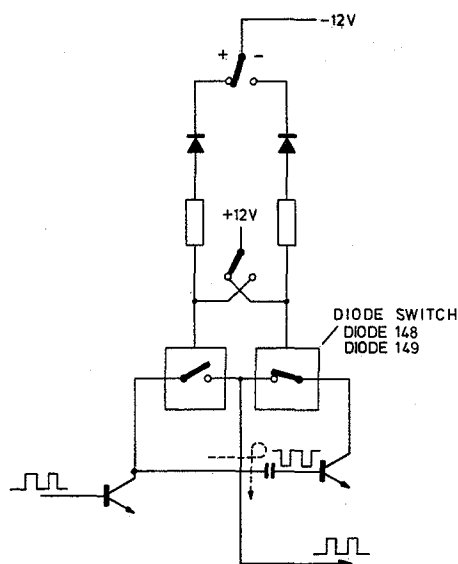 -12V
+ -
+12V
DIODE SWITCH
DIODE 148
DIODE 149